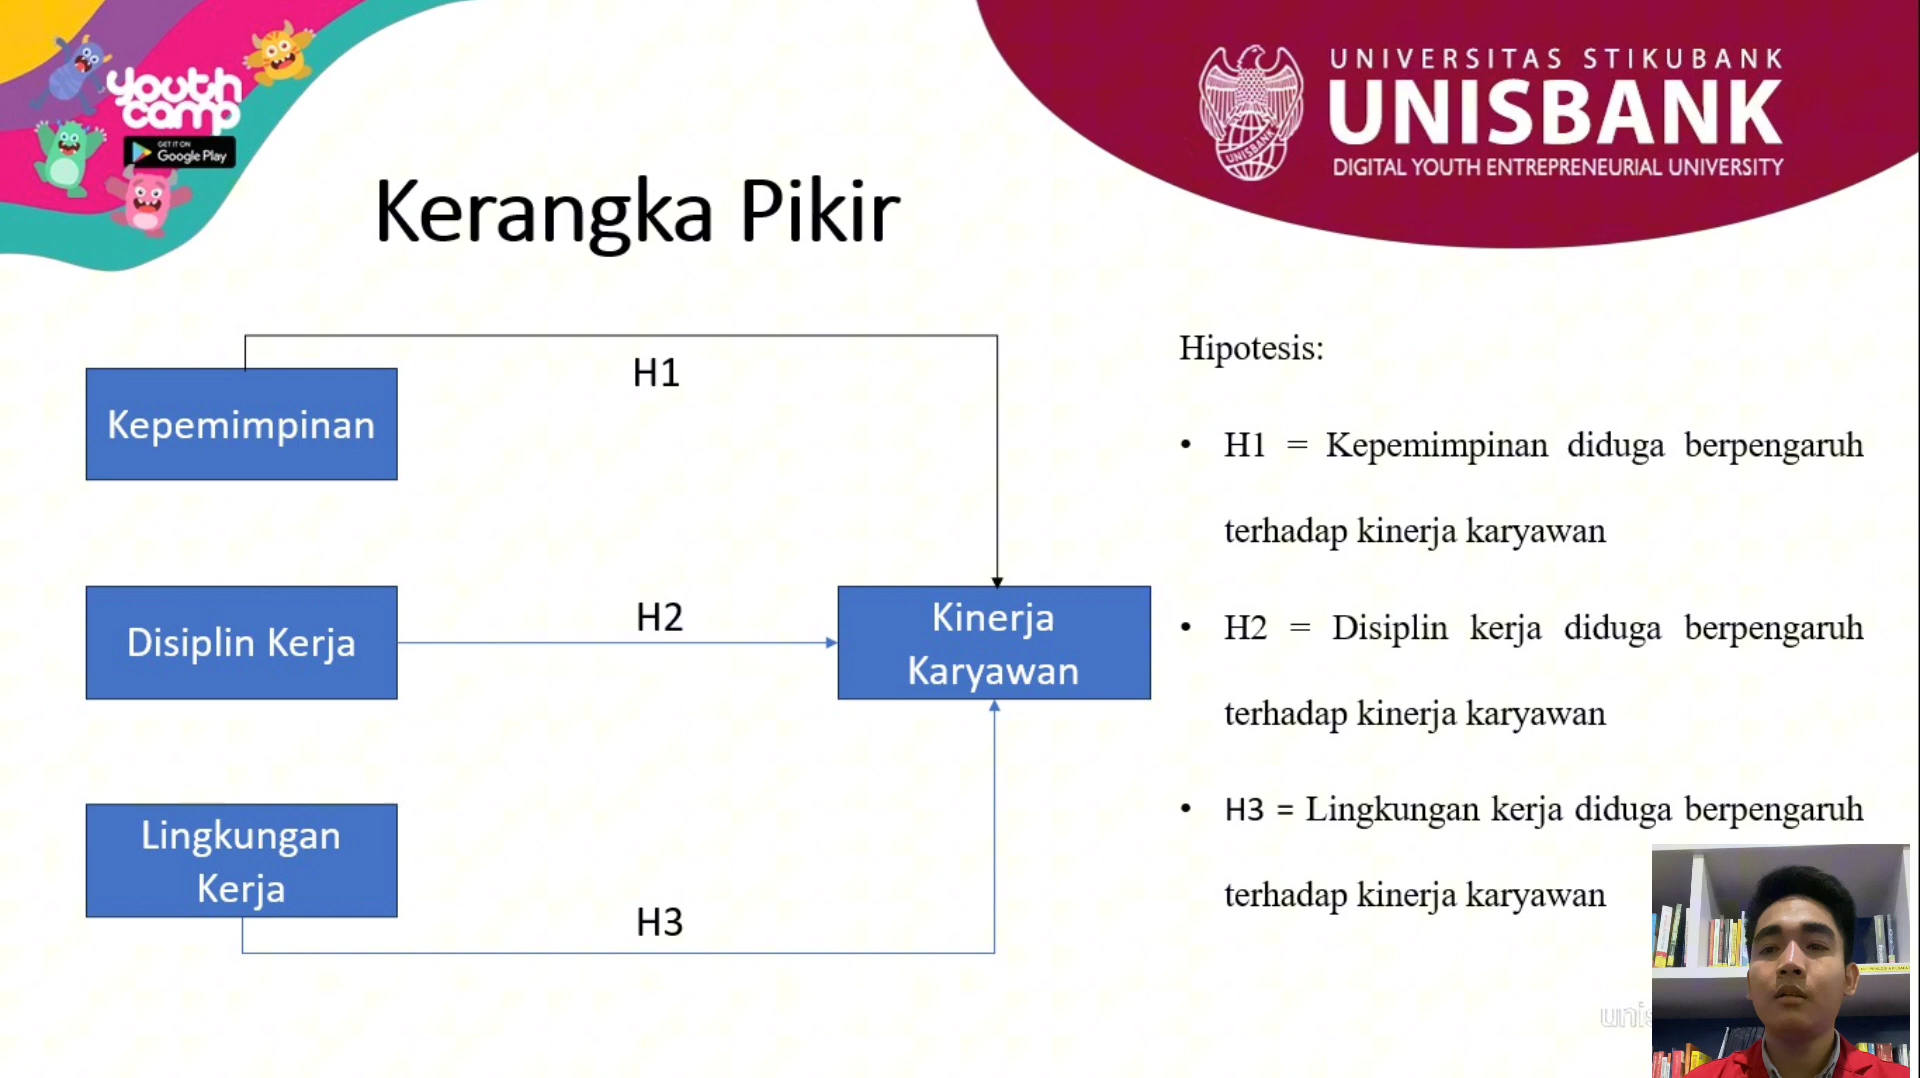 youth
camp
GET IT ON
Google Play
UNIVERSITAS STIKUBANK
UNISBANK
DIGITAL YOUTH ENTREPRENEURIAL UNIVERSITY
UNISBANK
Kerangka Pikir
H1
Kepemimpinan
H2
Disiplin Kerja
Kinerja
Karyawan
Lingkungan
Kerja
H3
Hipotesis:
• H1 = Kepemimpinan diduga berpengaruh
terhadap kinerja karyawan
• H2 = Disiplin kerja diduga berpengaruh
terhadap kinerja karyawan
• H3 = Lingkungan kerja diduga berpengaruh
terhadap kinerja karyawan